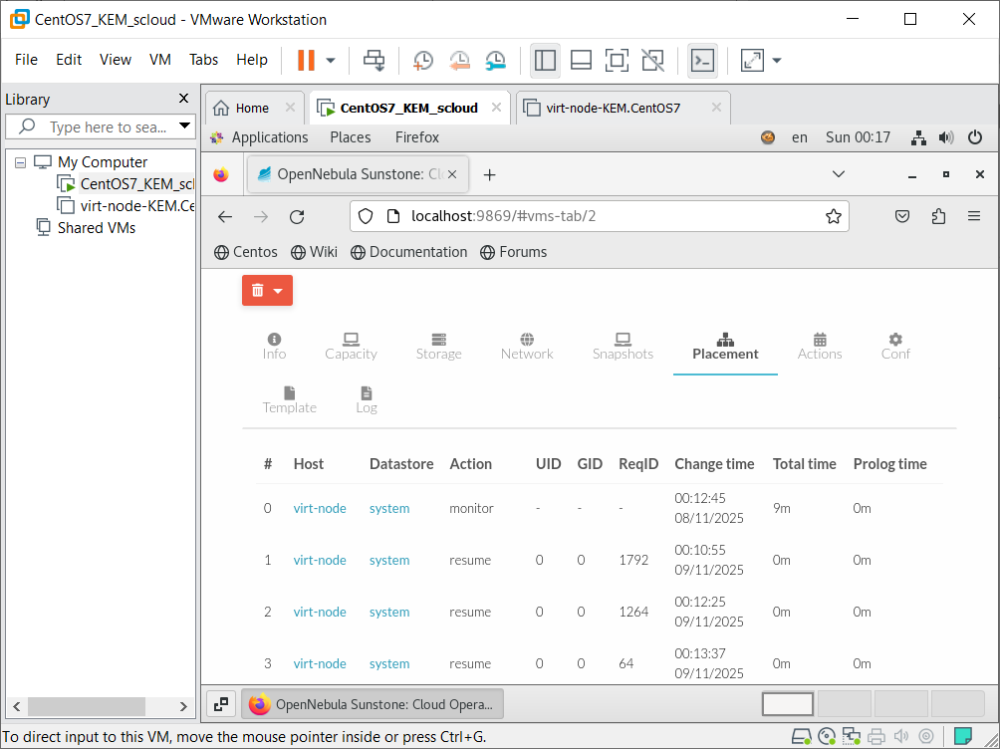 CentOS7_KEM_scloud - VMware Workstation
File Edit View VM Tabs Help
Library
Type here to sea...
My Computer
CentOS7_KEM_scl
virt-node-KEM.Ce
Shared VMs
Home CentOS7_KEM_scloud virt-node-KEM.CentOS7
Applications Places Firefox en Sun 00:17
OpenNebula Sunstone: Cl
localhost:9869/#vms-tab/2
Centos Wiki Documentation Forums
Info Capacity Storage Network Snapshots Placement Actions Conf
Template Log
# Host Datastore Action UID GID ReqID Change time Total time Prolog time
0 virt-node system monitor - - - 00:12:45 9m 0m
08/11/2025
1 virt-node system resume 0 0 1792 00:10:55 0m 0m
09/11/2025
2 virt-node system resume 0 0 1264 00:12:25 0m 0m
09/11/2025
3 virt-node system resume 0 0 64 00:13:37 0m 0m
09/11/2025
OpenNebula Sunstone: Cloud Opera...
To direct input to this VM, move the mouse pointer inside or press Ctrl+G.